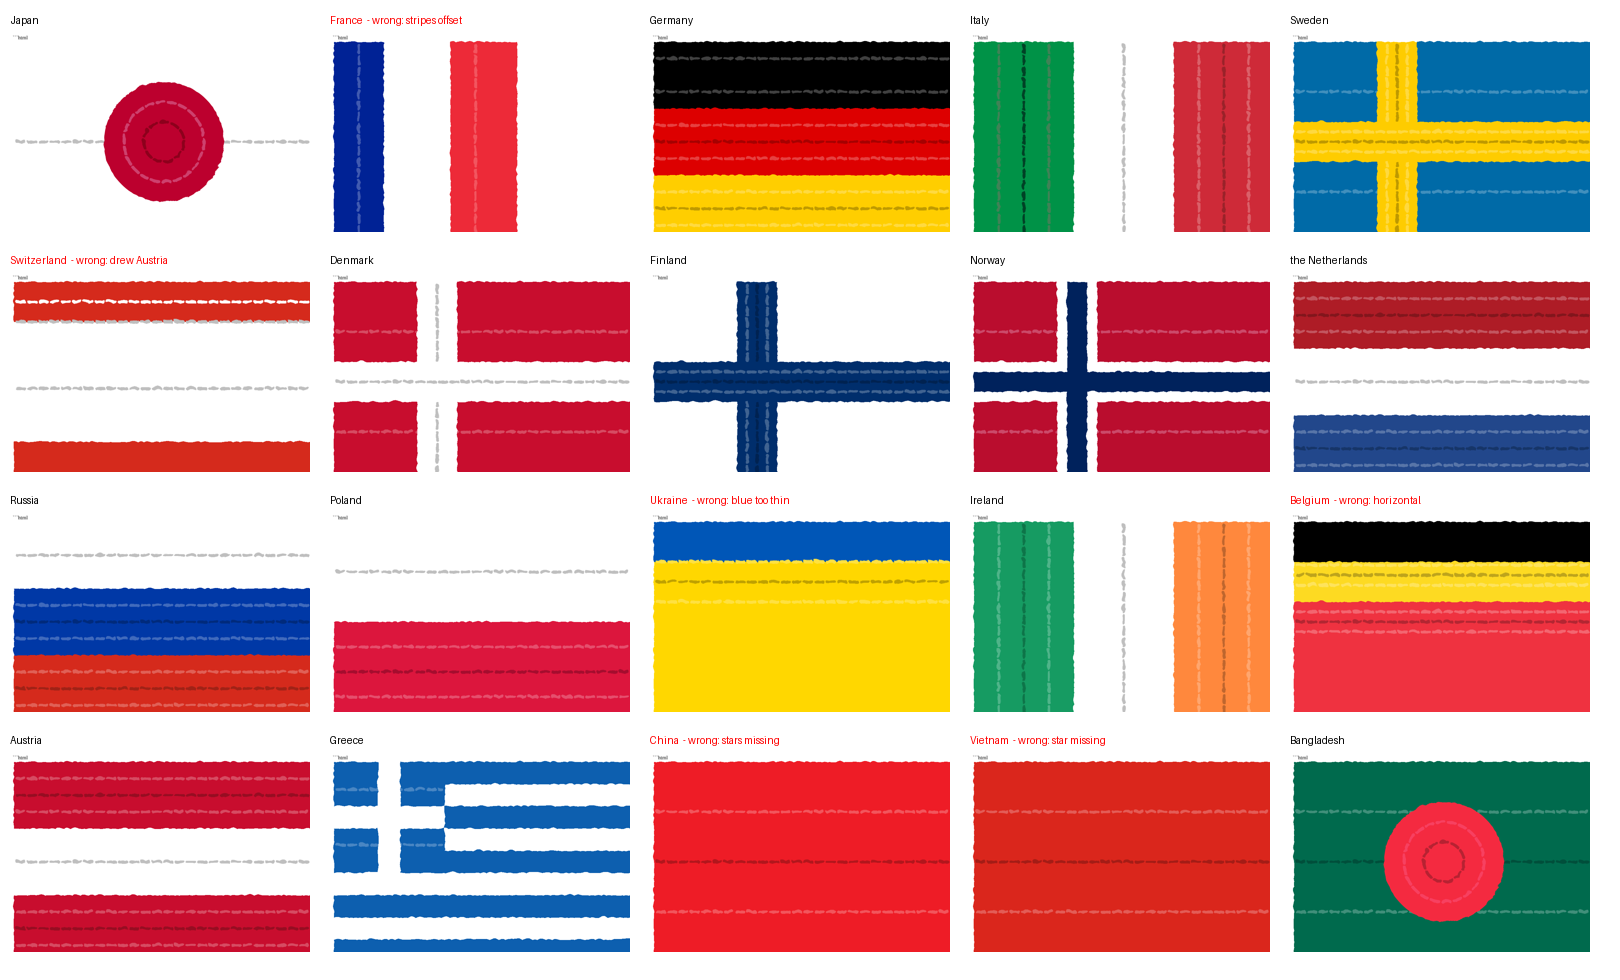 Japan
France - wrong: stripes offset
Germany
Italy
Sweden
Switzerland - wrong: drew Austria
Denmark
Finland
Norway
the Netherlands
Russia
Poland
Ukraine - wrong: blue too thin
Ireland
Belgium - wrong: horizontal
Austria
Greece
China - wrong: stars missing
Vietnam - wrong: star missing
Bangladesh